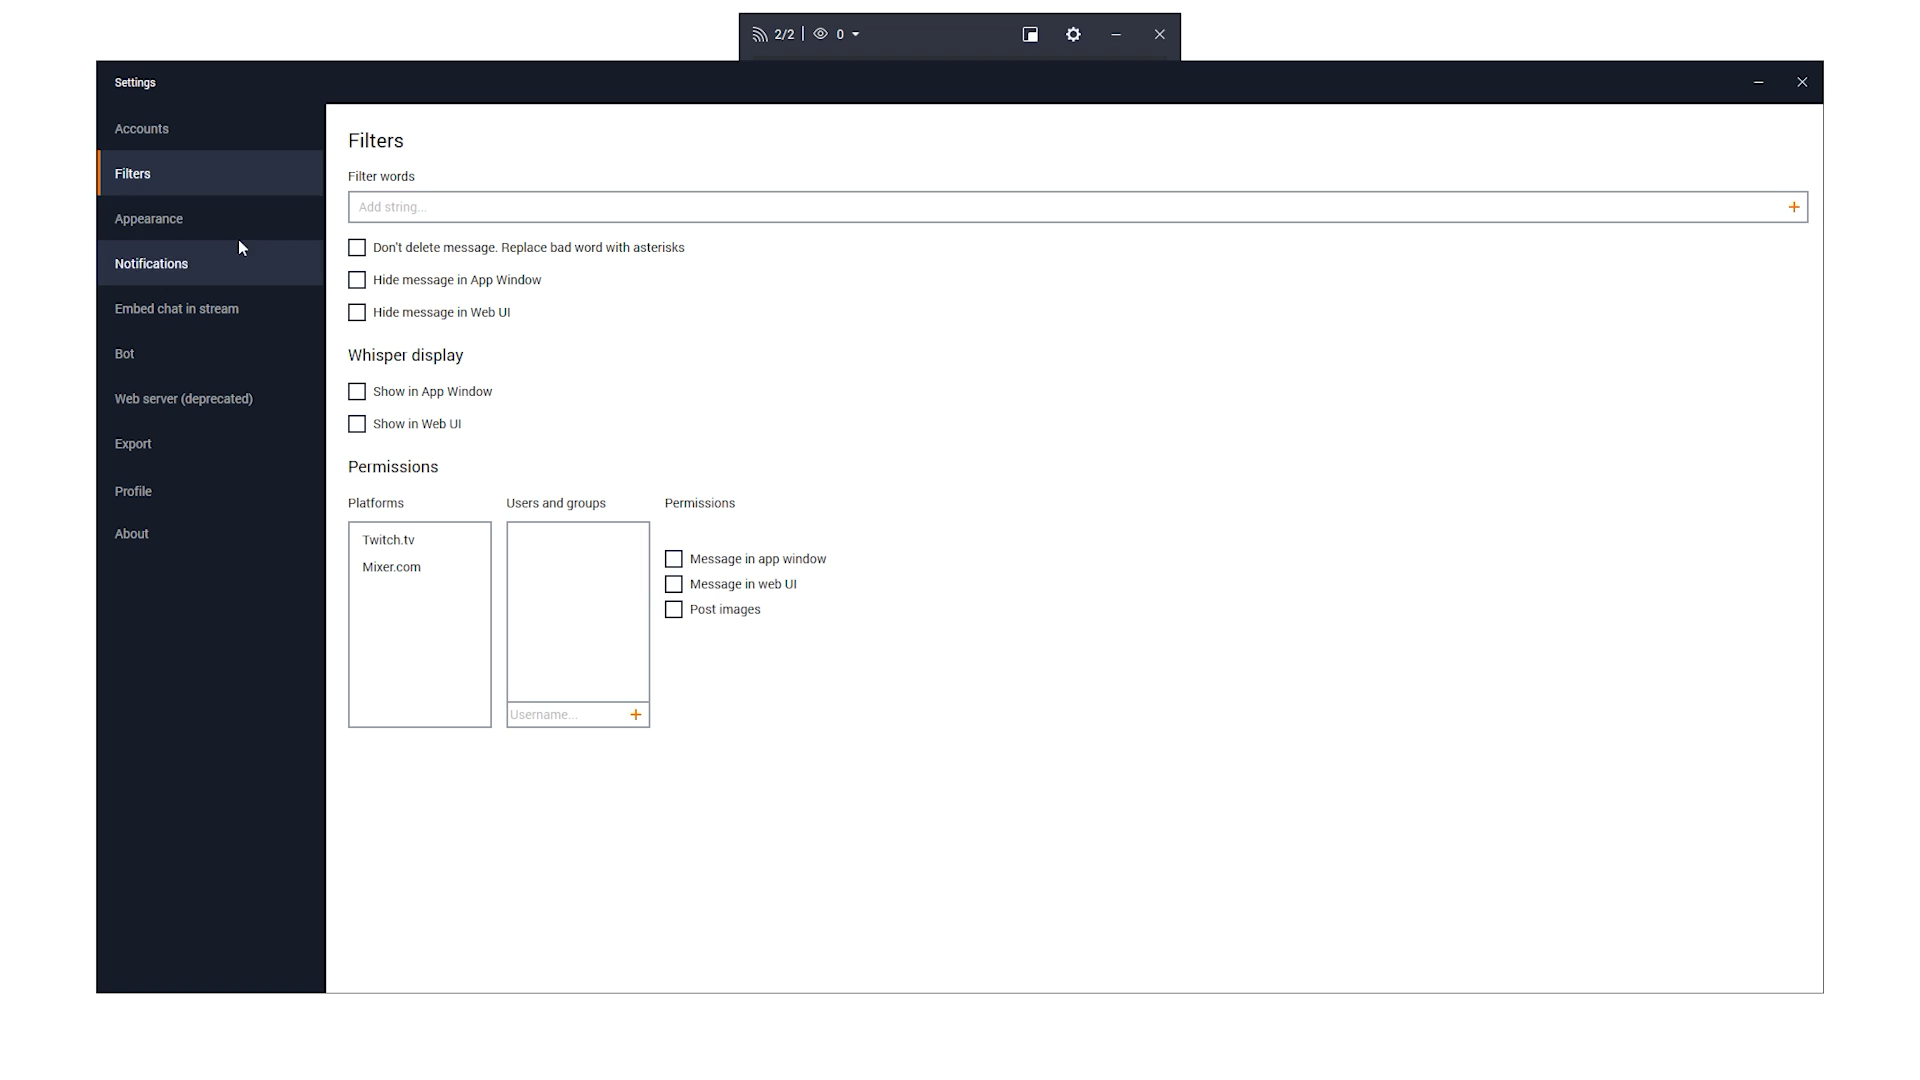 2/2 | 0
Settings
Accounts
Filters
Appearance
Notifications
Embed chat in stream
Bot
Web server (deprecated)
Export
Profile
About
Filters
Filter words
Add string...
Don't delete message. Replace bad word with asterisks
Hide message in App Window
Hide message in Web UI
Whisper display
Show in App Window
Show in Web UI
Permissions
Platforms
Twitch.tv
Mixer.com
Users and groups
Username...
Permissions
Message in app window
Message in web UI
Post images